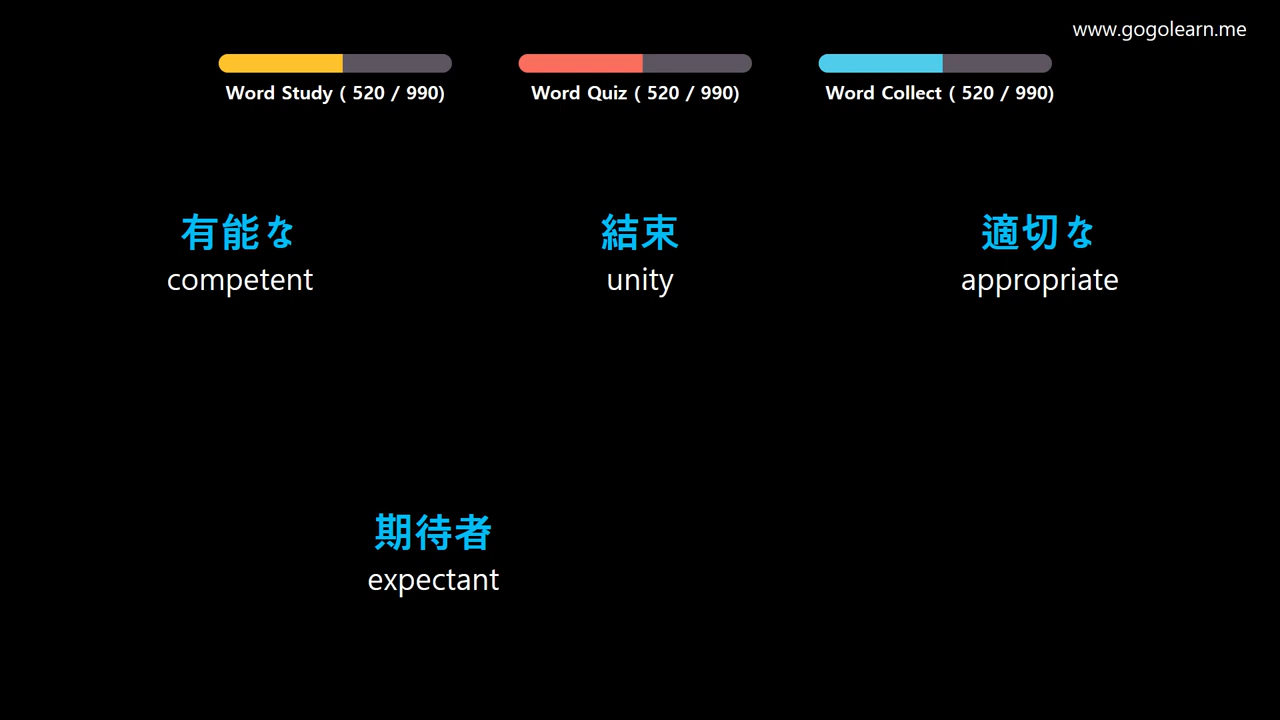 www.gogolearn.me
Word Study ( 520 / 990)
Word Quiz ( 520 / 990)
Word Collect ( 520 / 990)
有能な
competent
結束
unity
適切な
appropriate
期待者
expectant